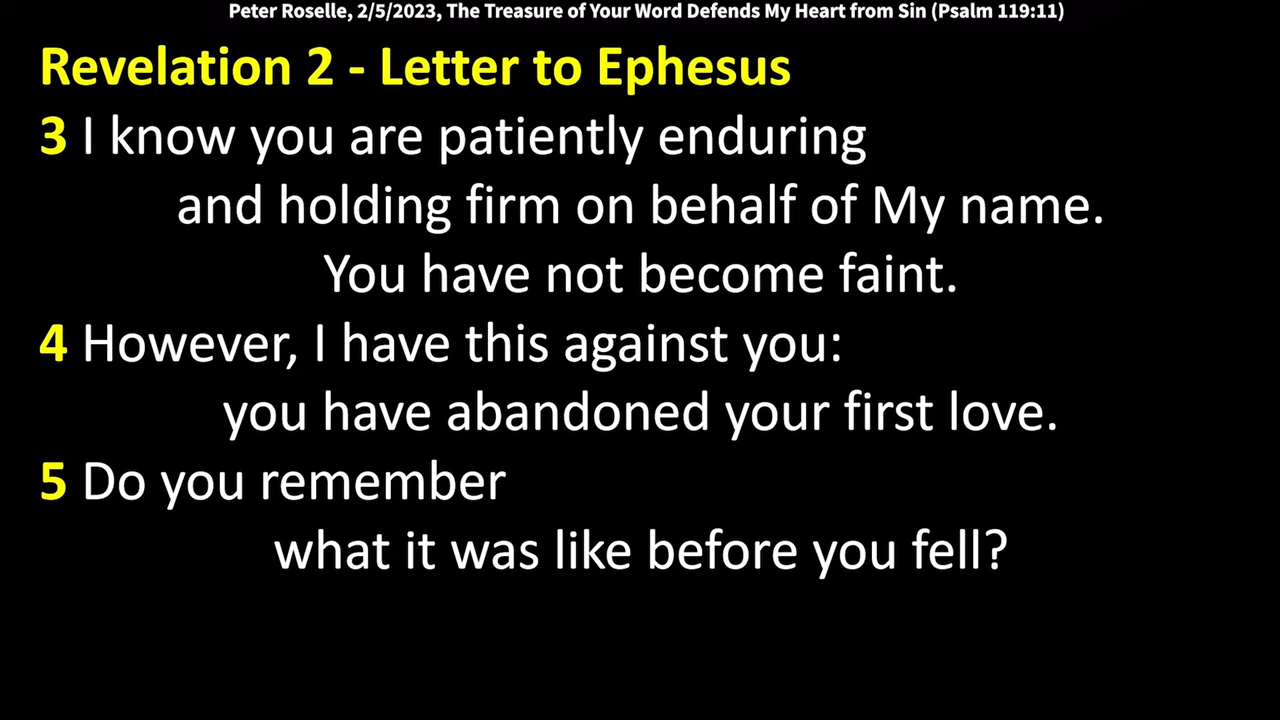 Peter Roselle, 2/5/2023, The Treasure of Your Word Defends My Heart from Sin (Psalm 119:11)
Revelation 2 - Letter to Ephesus
3 I know you are patiently enduring
and holding firm on behalf of My name.
You have not become faint.
4 However, I have this against you:
you have abandoned your first love.
5 Do you remember
what it was like before you fell?